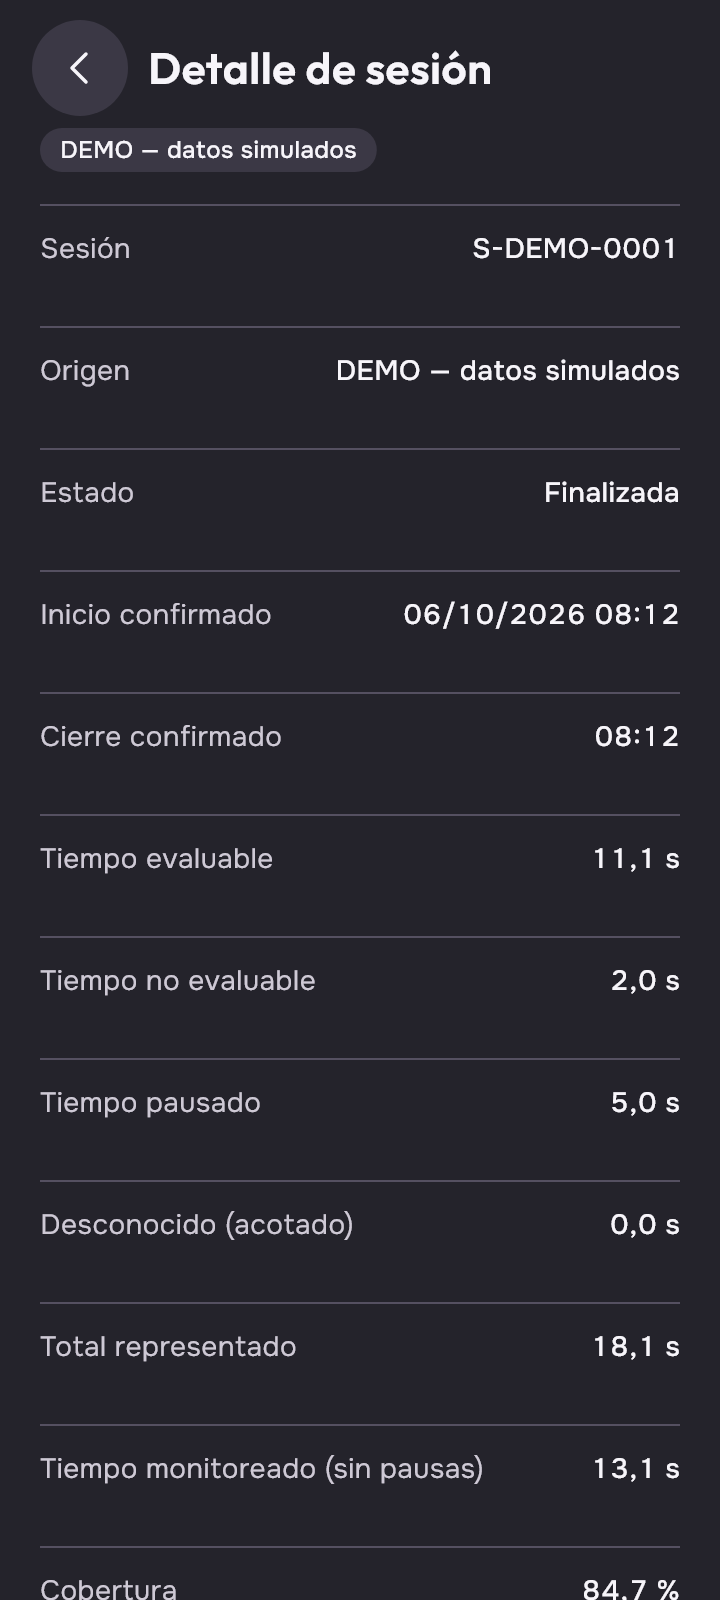 Detalle de sesión
DEMO — datos simulados
Sesión S-DEMO-0001
Origen DEMO — datos simulados
Estado Finalizada
Inicio confirmado 06/10/2026 08:12
Cierre confirmado 08:12
Tiempo evaluable 11,1 s
Tiempo no evaluable 2,0 s
Tiempo pausado 5,0 s
Desconocido (acotado) 0,0 s
Total representado 18,1 s
Tiempo monitoreado (sin pausas) 13,1 s
Cobertura 84,7 %